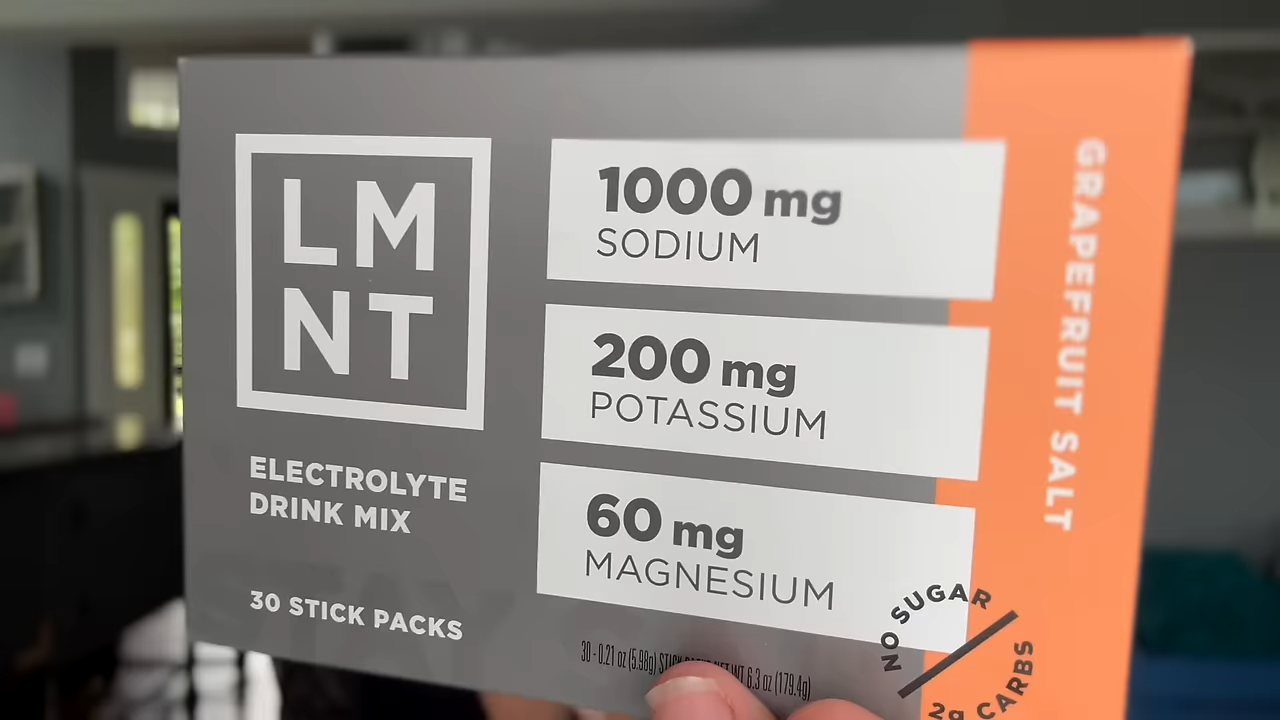 LM
NT
ELECTROLYTE
DRINK MIX
30 STICK PACKS
1000 mg
SODIUM
200 mg
POTASSIUM
60 mg
MAGNESIUM
30 - 0.21 oz (5.98g) STICK NET WT 6.3 oz (179.4g)
GRAPEFRUIT SALT
NO SUGAR
2g CARBS